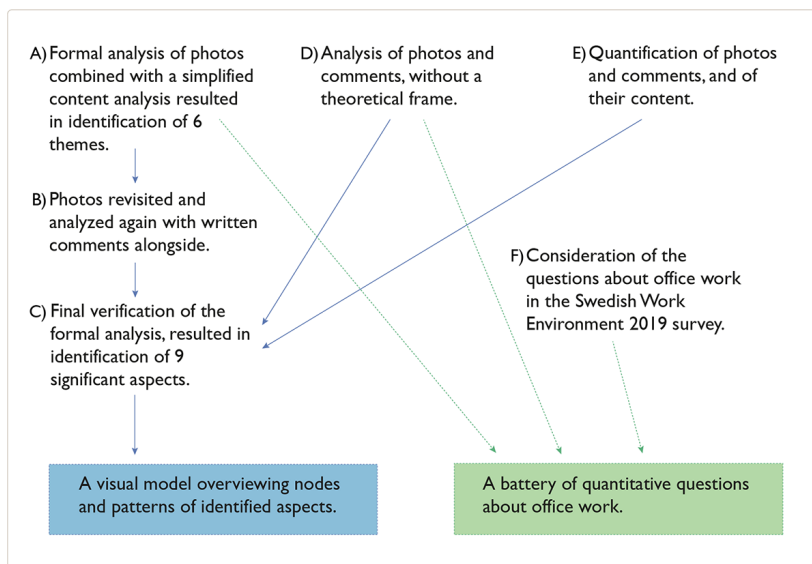 A) Formal analysis of photos
combined with a simplified
content analysis resulted
in identification of 6
themes.
D) Analysis of photos and
comments, without a
theoretical frame.
E) Quantification of photos
and comments, and of
their content.
B) Photos revisited and
analyzed again with written
comments alongside.
F) Consideration of the
questions about office work
in the Swedish Work
Environment 2019 survey.
C) Final verification of the
formal analysis, resulted in
identification of 9
significant aspects.
A visual model overviewing nodes
and patterns of identified aspects.
A battery of quantitative questions
about office work.